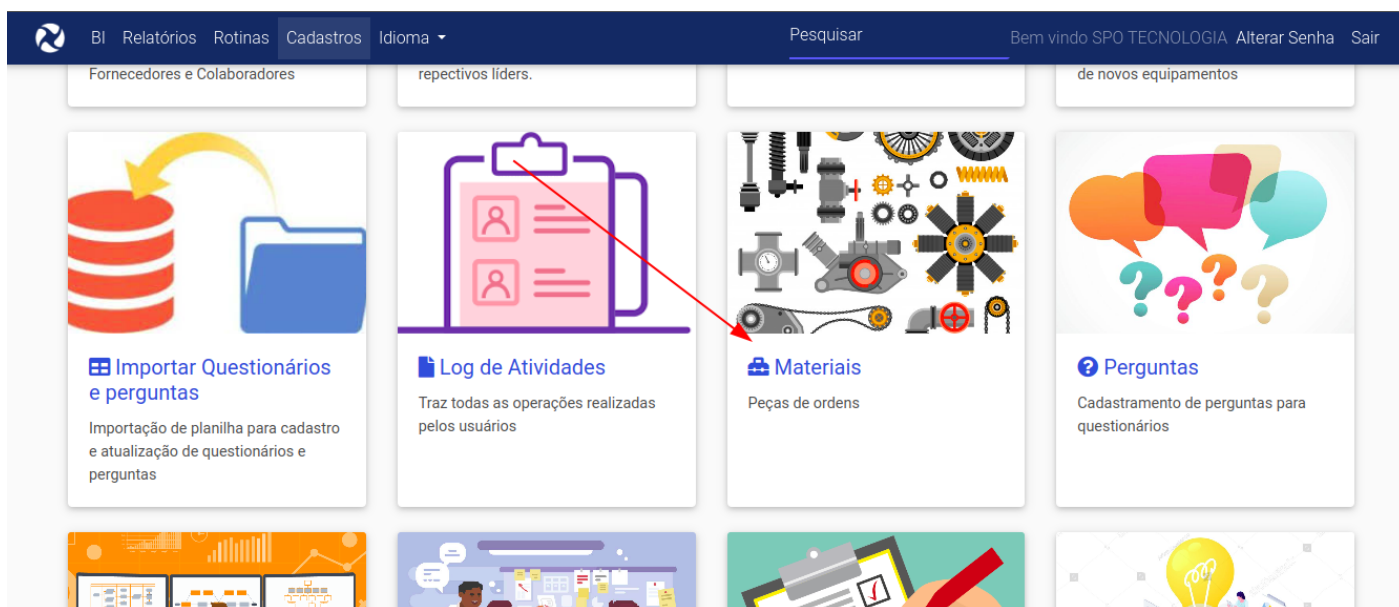 BI Relatórios Rotinas Cadastros Idioma Pesquisar Bem vindo SPO TECNOLOGIA Alterar Senha Sair
Fornecedores e Colaboradores
repectivos líders.
de novos equipamentos
Importar Questionários
e perguntas
Importação de planilha para cadastro
e atualização de questionários e
perguntas
Log de Atividades
Traz todas as operações realizadas
pelos usuários
Materiais
Peças de ordens
Perguntas
Cadastramento de perguntas para
questionários